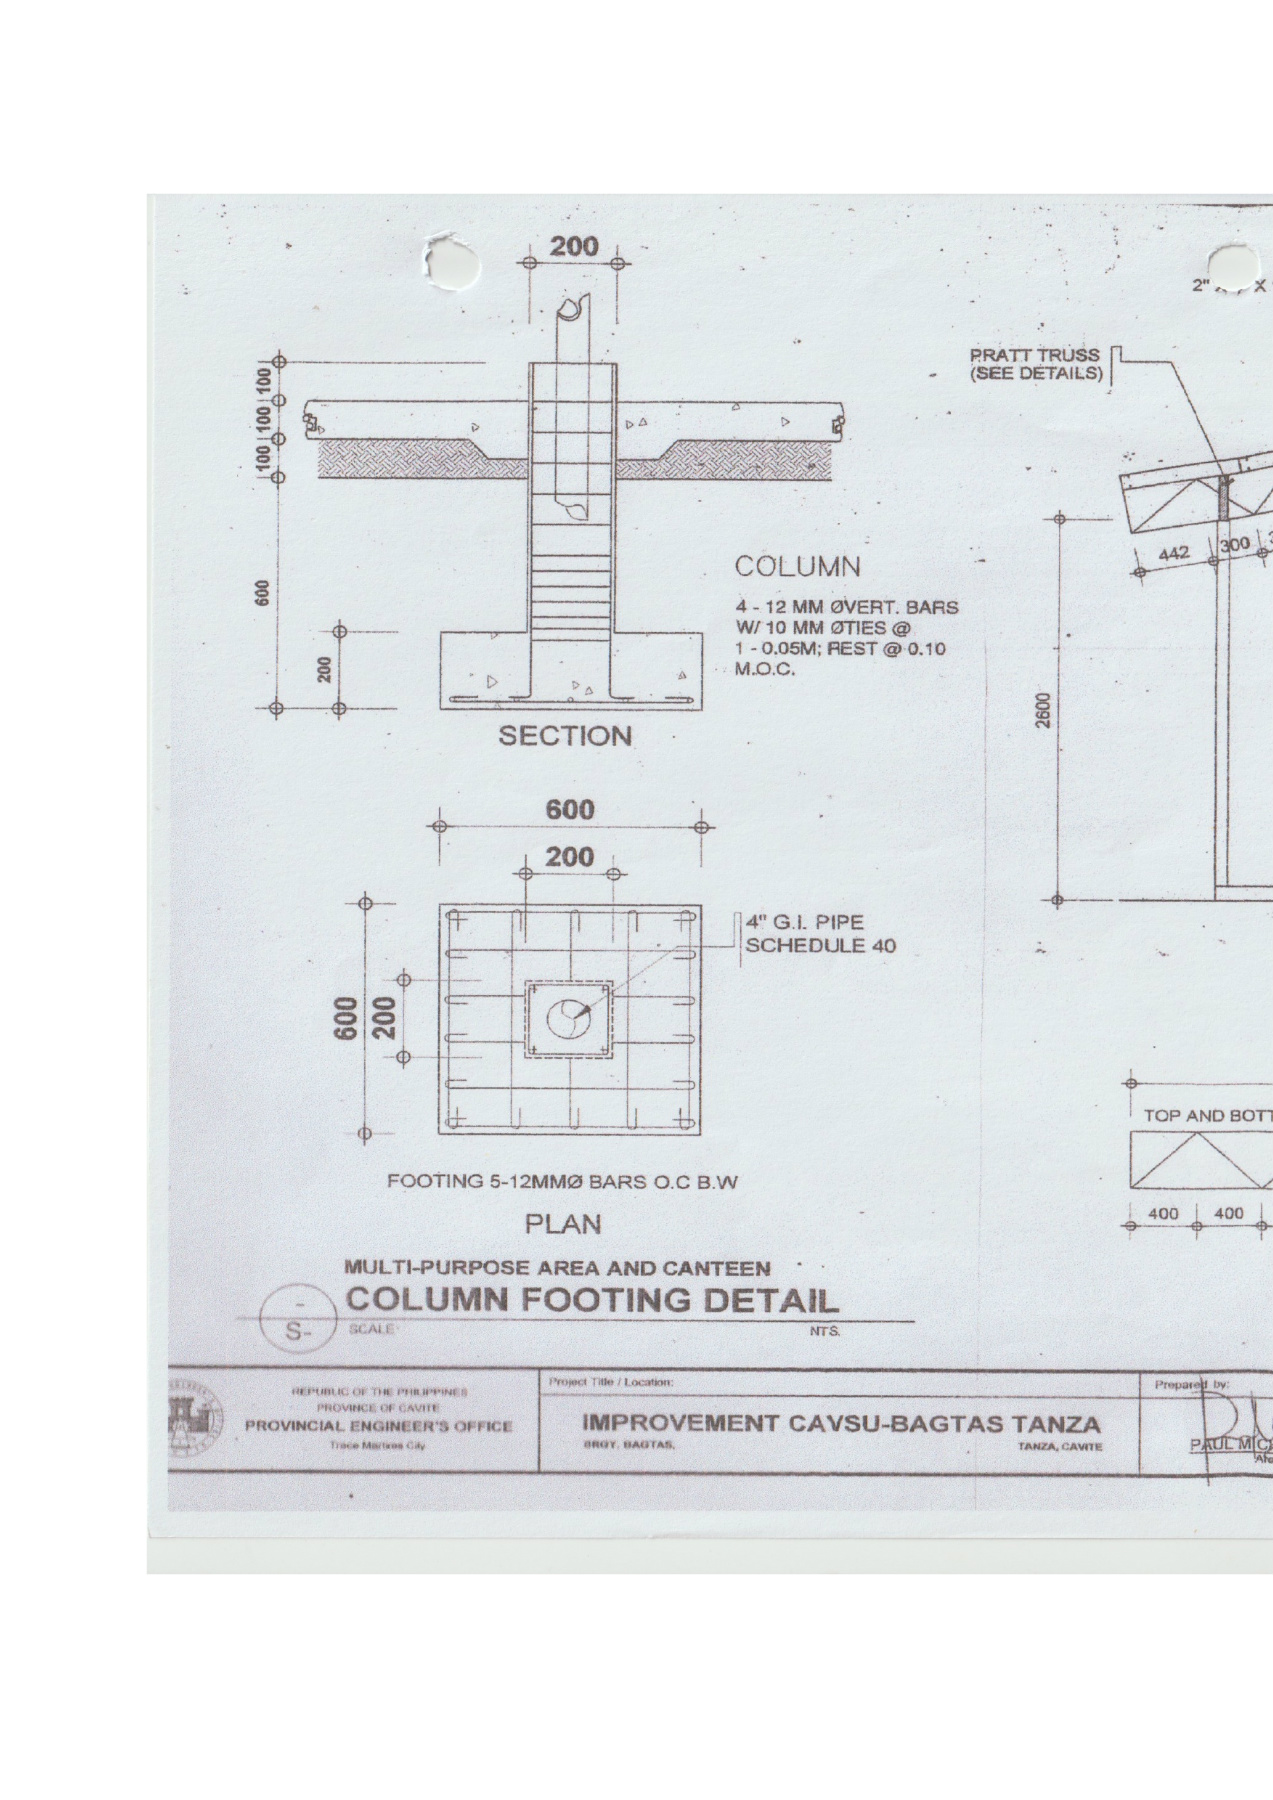 200
2"
X
100
100
100
600
200
PRATT TRUSS
(SEE DETAILS)
442
300
2600
COLUMN
4 - 12 MM ØVERT. BARS
W/ 10 MM ØTIES @
1 - 0.05M; REST @ 0.10
M.O.C.
SECTION
600
200
4" G.I. PIPE
SCHEDULE 40
600
200
FOOTING 5-12MMØ BARS O.C B.W
PLAN
TOP AND BOTT
400
400
MULTI-PURPOSE AREA AND CANTEEN
COLUMN FOOTING DETAIL
-
S-
SCALE
NTS.
REPUBLIC OF THE PHILIPPINES
PROVINCE OF CAVITE
PROVINCIAL ENGINEER'S OFFICE
Trece Martires City
Project Title / Location:
IMPROVEMENT CAVSU-BAGTAS TANZA
BRGY. BAGTAS,
TANZA, CAVITE
Prepared by:
PAUL